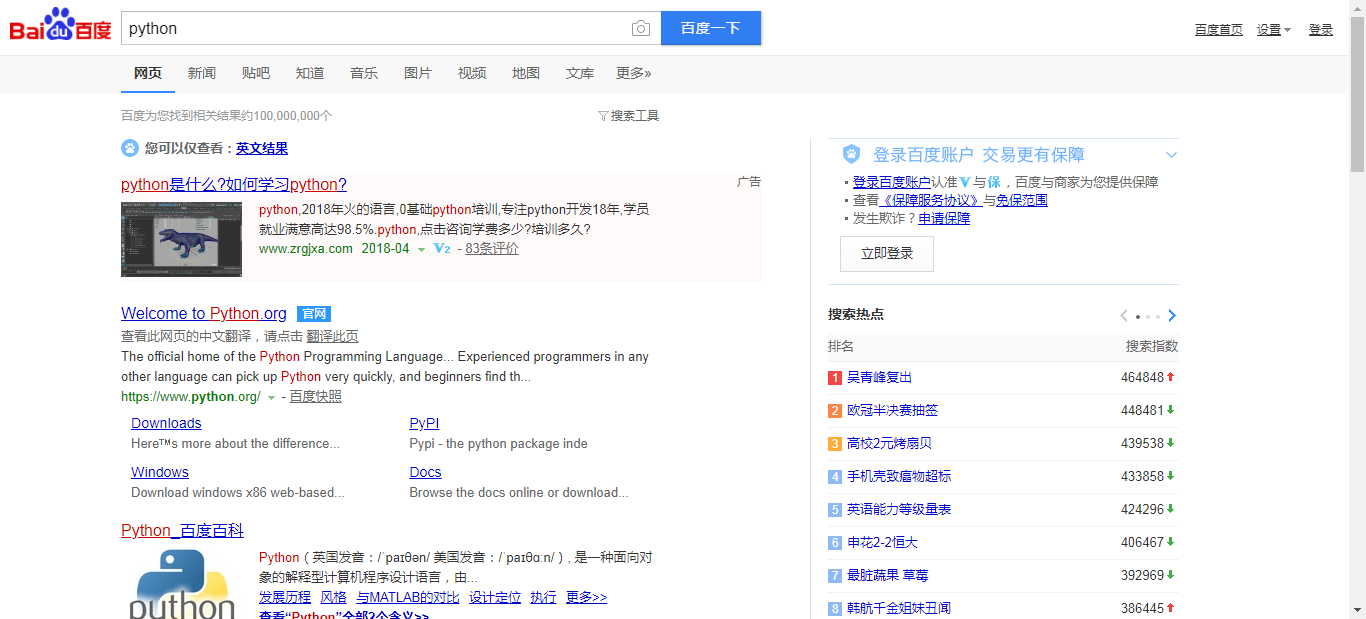 Bai du 百度
python
百度一下
百度首页 设置 登录
网页 新闻 贴吧 知道 音乐 图片 视频 地图 文库 更多»
百度为您找到相关结果约100,000,000个
搜索工具
您可以仅查看：英文结果
python是什么?如何学习python?
广告
python,2018年火的语言,0基础python培训,专注python开发18年,学员
就业满意高达98.5%.python,点击咨询学费多少?培训多久?
www.zrgjxa.com 2018-04 V2 - 83条评价
Welcome to Python.org 官网
查看此网页的中文翻译，请点击 翻译此页
The official home of the Python Programming Language... Experienced programmers in any
other language can pick up Python very quickly, and beginners find th...
https://www.python.org/ - 百度快照
Downloads
Here™s more about the difference...
PyPI
Pypi - the python package inde
Windows
Download windows x86 web-based...
Docs
Browse the docs online or download...
Python_百度百科
python
Python（英国发音：/ˈpaɪθən/ 美国发音：/ˈpaɪθɑːn/）, 是一种面向对
象的解释型计算机程序设计语言，由...
发展历程 风格 与MATLAB的对比 设计定位 执行 更多>>
查看“Python”全部2个含义>>
登录百度账户 交易更有保障
登录百度账户认准V与保，百度与商家为您提供保障
查看《保障服务协议》与免保范围
发生欺诈？申请保障
立即登录
搜索热点
排名 搜索指数
1 吴青峰复出 464848
2 欧冠半决赛抽签 448481
3 高校2元烤扇贝 439538
4 手机壳致癌物超标 433858
5 英语能力等级量表 424296
6 申花2-2恒大 406467
7 最脏蔬果 草莓 392969
8 韩航千金姐妹丑闻 386445